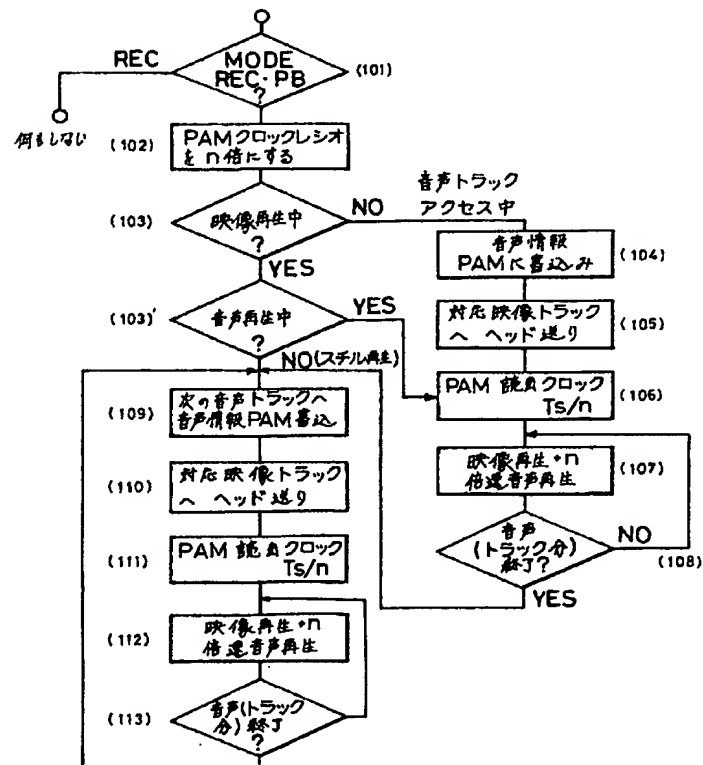 REC
MODE
REC・PB
?
(101)
何もしない
(102)
PAMクロックレシオ
をn倍にする
(103)
映像再生中
?
NO
音声トラック
アクセス中
YES
音声情報
PAMに書込み
(104)
(103)'
音声再生中
?
YES
NO(スチル再生)
対応映像トラック
へ ヘッド送り
(105)
PAM 読出クロック
Ts/n
(106)
(109)
次の音声トラックへ
音声情報PAM書込
映像再生・n
倍速音声再生
(107)
(110)
対応映像トラック
へ ヘッド送り
音声
(トラック分)
終了?
NO
(108)
YES
(111)
PAM 読出クロック
Ts/n
(112)
映像再生・n
倍速音声再生
(113)
音声(トラック
分)終了
?